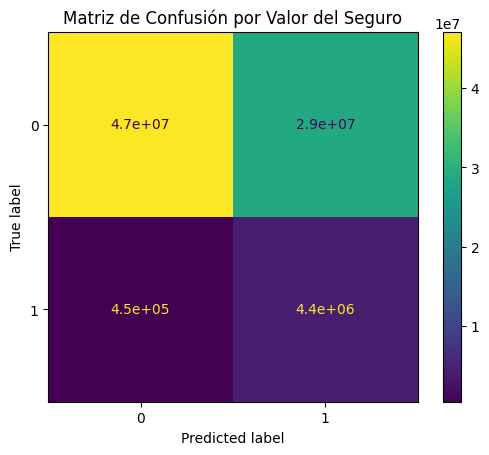 Matriz de Confusión por Valor del Seguro
1e7
0
4.7e+07
2.9e+07
4
3
True label
2
1
4.5e+05
4.4e+06
1
0
1
Predicted label